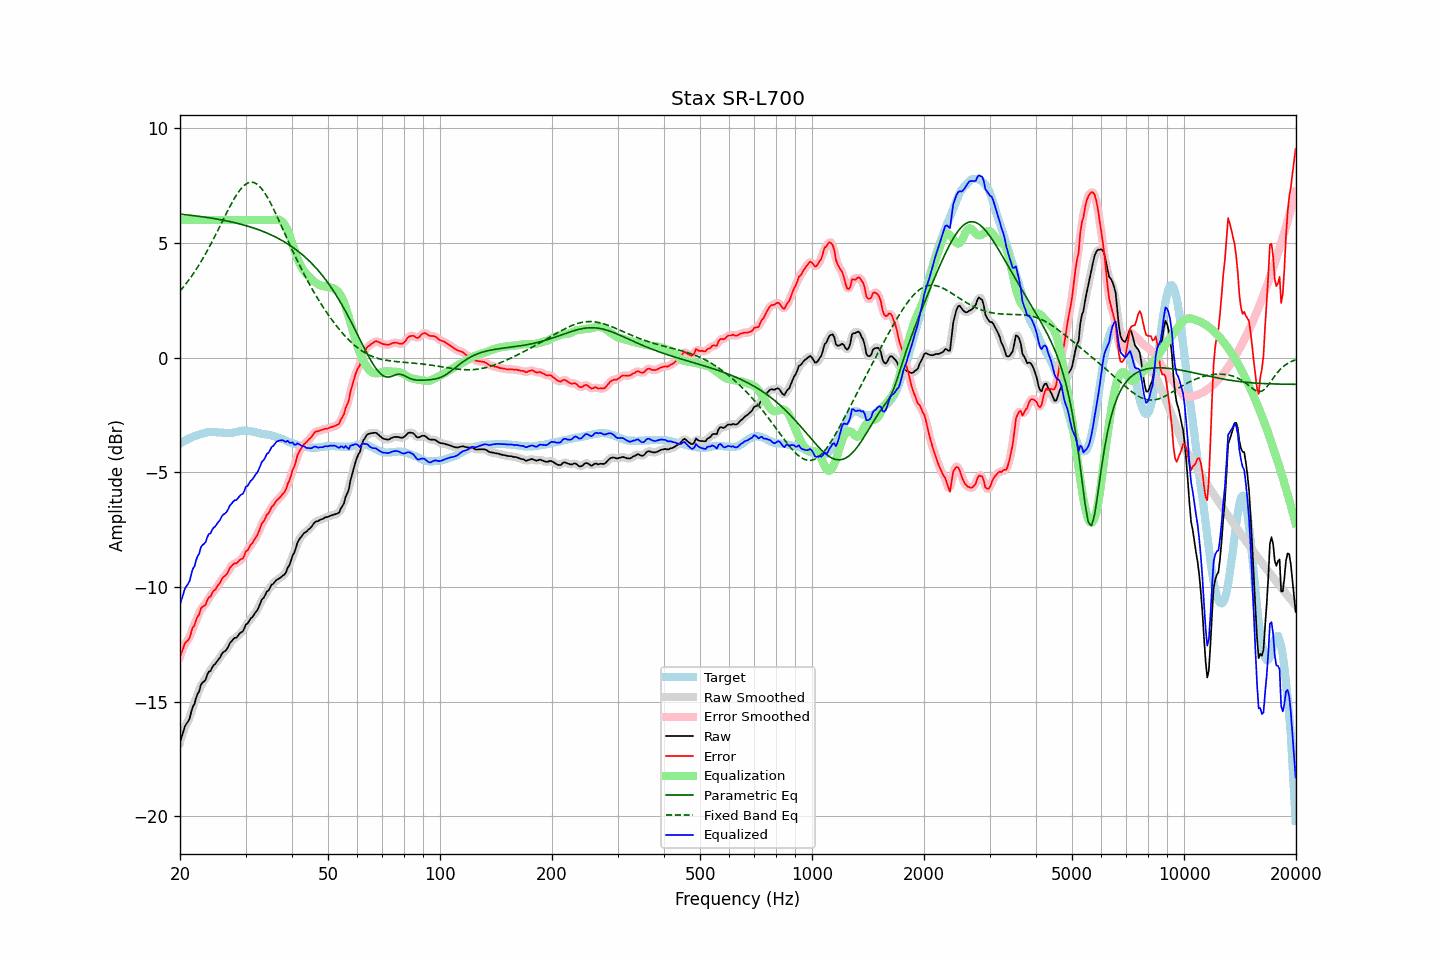 Stax SR-L700
10
5
0
−5
−10
−15
−20
Amplitude (dBr)
Target
Raw Smoothed
Error Smoothed
Raw
Error
Equalization
Parametric Eq
Fixed Band Eq
Equalized
20 50 100 200 500 1000 2000 5000 10000 20000
Frequency (Hz)